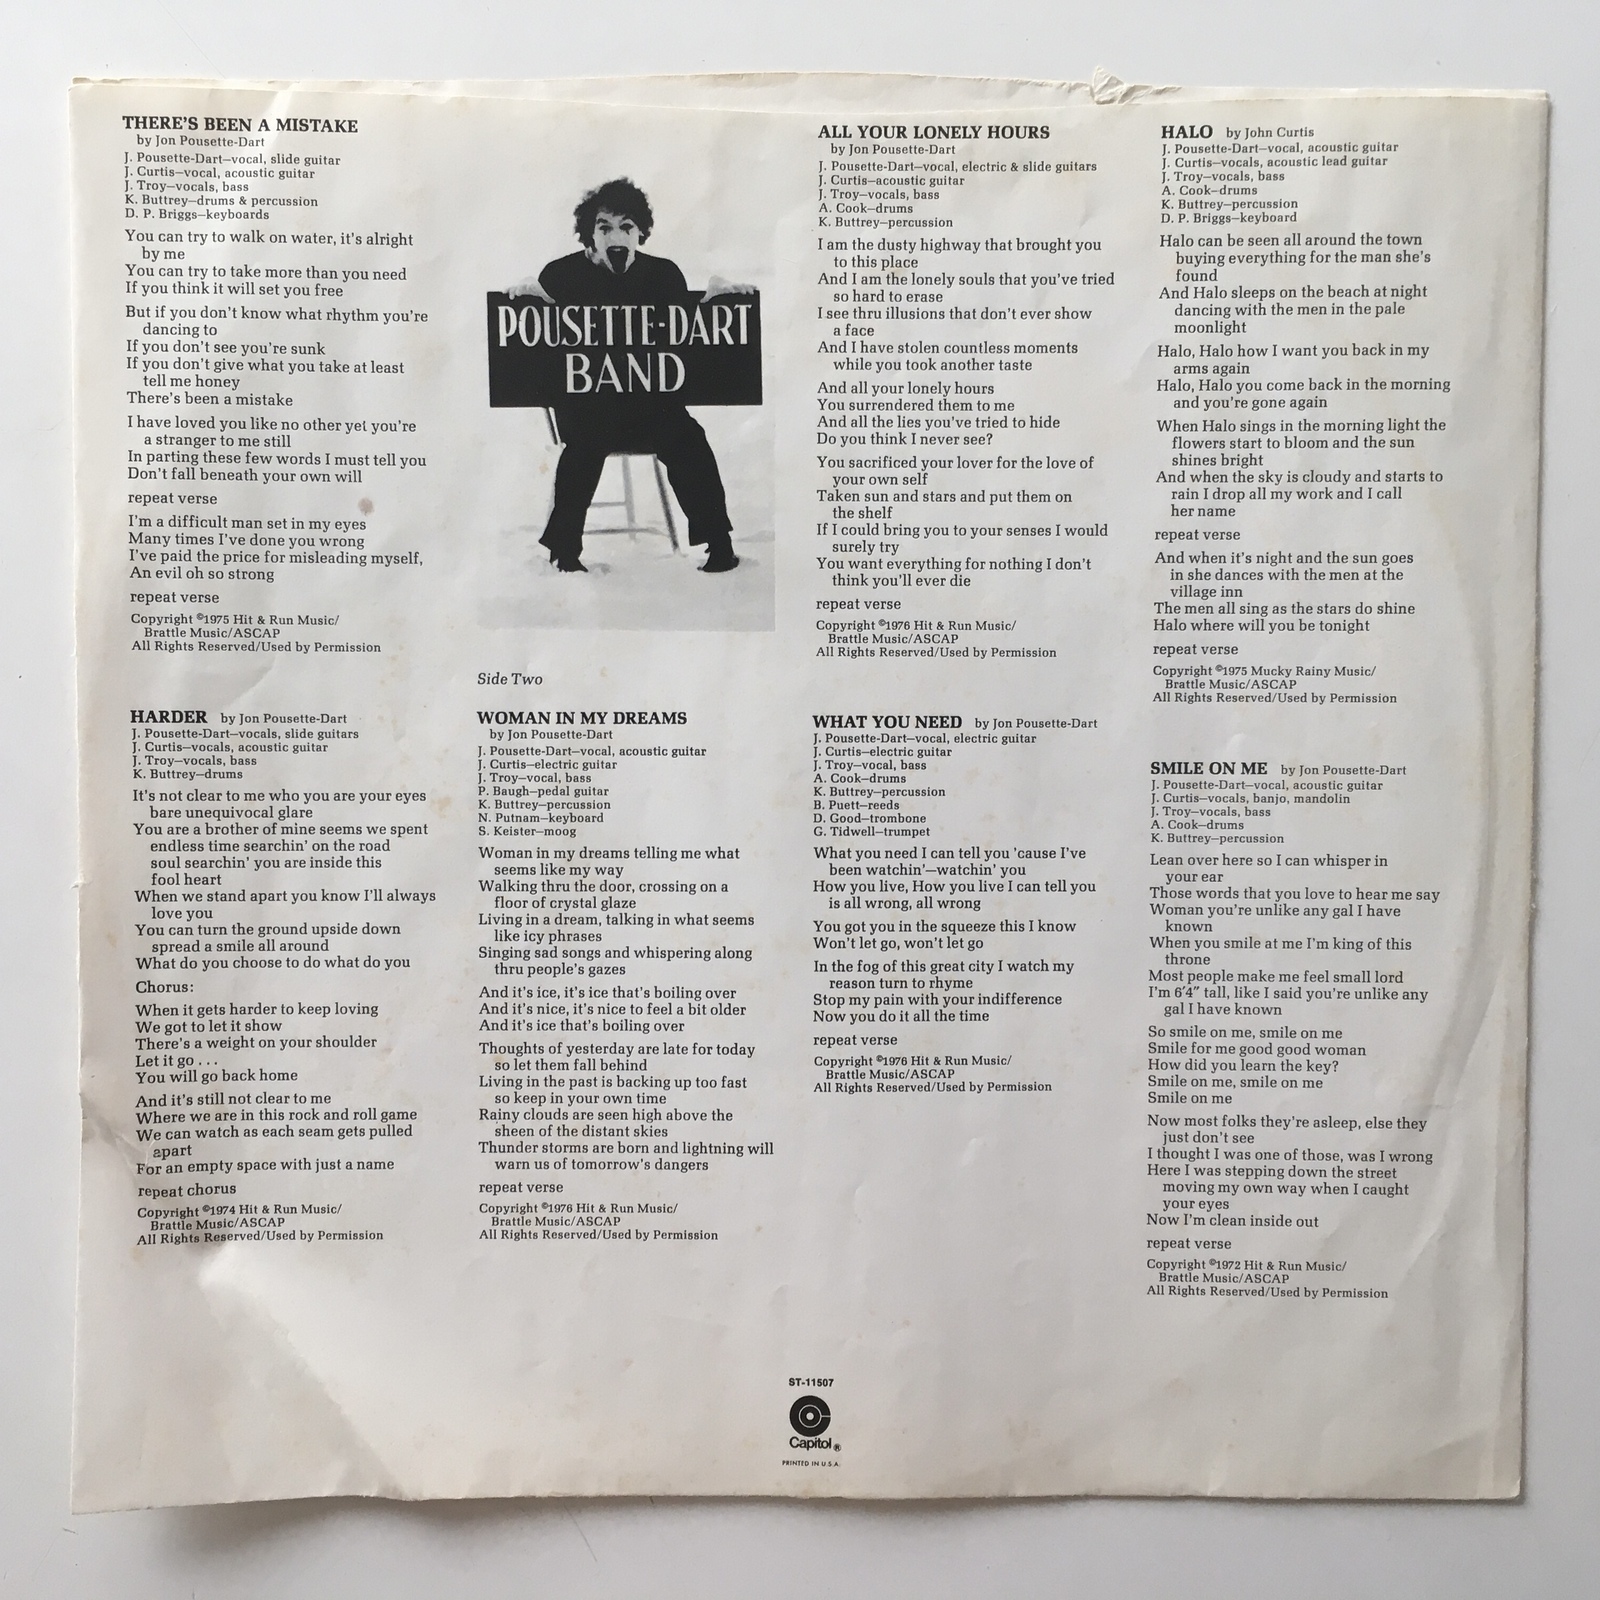 THERE'S BEEN A MISTAKE
by Jon Pousette-Dart
J. Pousette-Dart—vocal, slide guitar
J. Curtis—vocal, acoustic guitar
J. Troy—vocals, bass
K. Buttrey—drums & percussion
D. P. Briggs—keyboards
You can try to walk on water, it's alright
by me
You can try to take more than you need
If you think it will set you free
But if you don't know what rhythm you're
dancing to
If you don't see you're sunk
If you don't give what you take at least
tell me honey
There's been a mistake
I have loved you like no other yet you're
a stranger to me still
In parting these few words I must tell you
Don't fall beneath your own will
repeat verse
I'm a difficult man set in my eyes
Many times I've done you wrong
I've paid the price for misleading myself,
An evil oh so strong
repeat verse
Copyright ©1975 Hit & Run Music/
Brattle Music/ASCAP
All Rights Reserved/Used by Permission
HARDER by Jon Pousette-Dart
J. Pousette-Dart—vocals, slide guitars
J. Curtis—vocals, acoustic guitar
J. Troy—vocals, bass
K. Buttrey—drums
It's not clear to me who you are your eyes
bare unequivocal glare
You are a brother of mine seems we spent
endless time searchin' on the road
soul searchin' you are inside this
fool heart
When we stand apart you know I'll always
love you
You can turn the ground upside down
spread a smile all around
What do you choose to do what do you
Chorus:
When it gets harder to keep loving
We got to let it show
There's a weight on your shoulder
Let it go . . .
You will go back home
And it's still not clear to me
Where we are in this rock and roll game
We can watch as each seam gets pulled
apart
For an empty space with just a name
repeat chorus
Copyright ©1974 Hit & Run Music/
Brattle Music/ASCAP
All Rights Reserved/Used by Permission
POUSETTE-DART
BAND
Side Two
WOMAN IN MY DREAMS
by Jon Pousette-Dart
J. Pousette-Dart—vocal, acoustic guitar
J. Curtis—electric guitar
J. Troy—vocal, bass
P. Baugh—pedal guitar
K. Buttrey—percussion
N. Putnam—keyboard
S. Keister—moog
Woman in my dreams telling me what
seems like my way
Walking thru the door, crossing on a
floor of crystal glaze
Living in a dream, talking in what seems
like icy phrases
Singing sad songs and whispering along
thru people's gazes
And it's ice, it's ice that's boiling over
And it's nice, it's nice to feel a bit older
And it's ice that's boiling over
Thoughts of yesterday are late for today
so let them fall behind
Living in the past is backing up too fast
so keep in your own time
Rainy clouds are seen high above the
sheen of the distant skies
Thunder storms are born and lightning will
warn us of tomorrow's dangers
repeat verse
Copyright ©1976 Hit & Run Music/
Brattle Music/ASCAP
All Rights Reserved/Used by Permission
ALL YOUR LONELY HOURS
by Jon Pousette-Dart
J. Pousette-Dart—vocal, electric & slide guitars
J. Curtis—acoustic guitar
J. Troy—vocals, bass
A. Cook—drums
K. Buttrey—percussion
I am the dusty highway that brought you
to this place
And I am the lonely souls that you've tried
so hard to erase
I see thru illusions that don't ever show
a face
And I have stolen countless moments
while you took another taste
And all your lonely hours
You surrendered them to me
And all the lies you've tried to hide
Do you think I never see?
You sacrificed your lover for the love of
your own self
Taken sun and stars and put them on
the shelf
If I could bring you to your senses I would
surely try
You want everything for nothing I don't
think you'll ever die
repeat verse
Copyright ©1976 Hit & Run Music/
Brattle Music/ASCAP
All Rights Reserved/Used by Permission
WHAT YOU NEED by Jon Pousette-Dart
J. Pousette-Dart—vocal, electric guitar
J. Curtis—electric guitar
J. Troy—vocal, bass
A. Cook—drums
K. Buttrey—percussion
B. Puett—reeds
D. Good—trombone
G. Tidwell—trumpet
What you need I can tell you 'cause I've
been watchin'—watchin' you
How you live, How you live I can tell you
is all wrong, all wrong
You got you in the squeeze this I know
Won't let go, won't let go
In the fog of this great city I watch my
reason turn to rhyme
Stop my pain with your indifference
Now you do it all the time
repeat verse
Copyright ©1976 Hit & Run Music/
Brattle Music/ASCAP
All Rights Reserved/Used by Permission
HALO by John Curtis
J. Pousette-Dart—vocal, acoustic guitar
J. Curtis—vocals, acoustic lead guitar
J. Troy—vocals, bass
A. Cook—drums
K. Buttrey—percussion
D. P. Briggs—keyboard
Halo can be seen all around the town
buying everything for the man she's
found
And Halo sleeps on the beach at night
dancing with the men in the pale
moonlight
Halo, Halo how I want you back in my
arms again
Halo, Halo you come back in the morning
and you're gone again
When Halo sings in the morning light the
flowers start to bloom and the sun
shines bright
And when the sky is cloudy and starts to
rain I drop all my work and I call
her name
repeat verse
And when it's night and the sun goes
in she dances with the men at the
village inn
The men all sing as the stars do shine
Halo where will you be tonight
repeat verse
Copyright ©1975 Mucky Rainy Music/
Brattle Music/ASCAP
All Rights Reserved/Used by Permission
SMILE ON ME by Jon Pousette-Dart
J. Pousette-Dart—vocal, acoustic guitar
J. Curtis—vocals, banjo, mandolin
J. Troy—vocals, bass
A. Cook—drums
K. Buttrey—percussion
Lean over here so I can whisper in
your ear
Those words that you love to hear me say
Woman you're unlike any gal I have
known
When you smile at me I'm king of this
throne
Most people make me feel small lord
I'm 6'4" tall, like I said you're unlike any
gal I have known
So smile on me, smile on me
Smile for me good good woman
How did you learn the key?
Smile on me, smile on me
Smile on me
Now most folks they're asleep, else they
just don't see
I thought I was one of those, was I wrong
Here I was stepping down the street
moving my own way when I caught
your eyes
Now I'm clean inside out
repeat verse
Copyright ©1972 Hit & Run Music/
Brattle Music/ASCAP
All Rights Reserved/Used by Permission
ST-11507
Capitol®
PRINTED IN U.S.A.